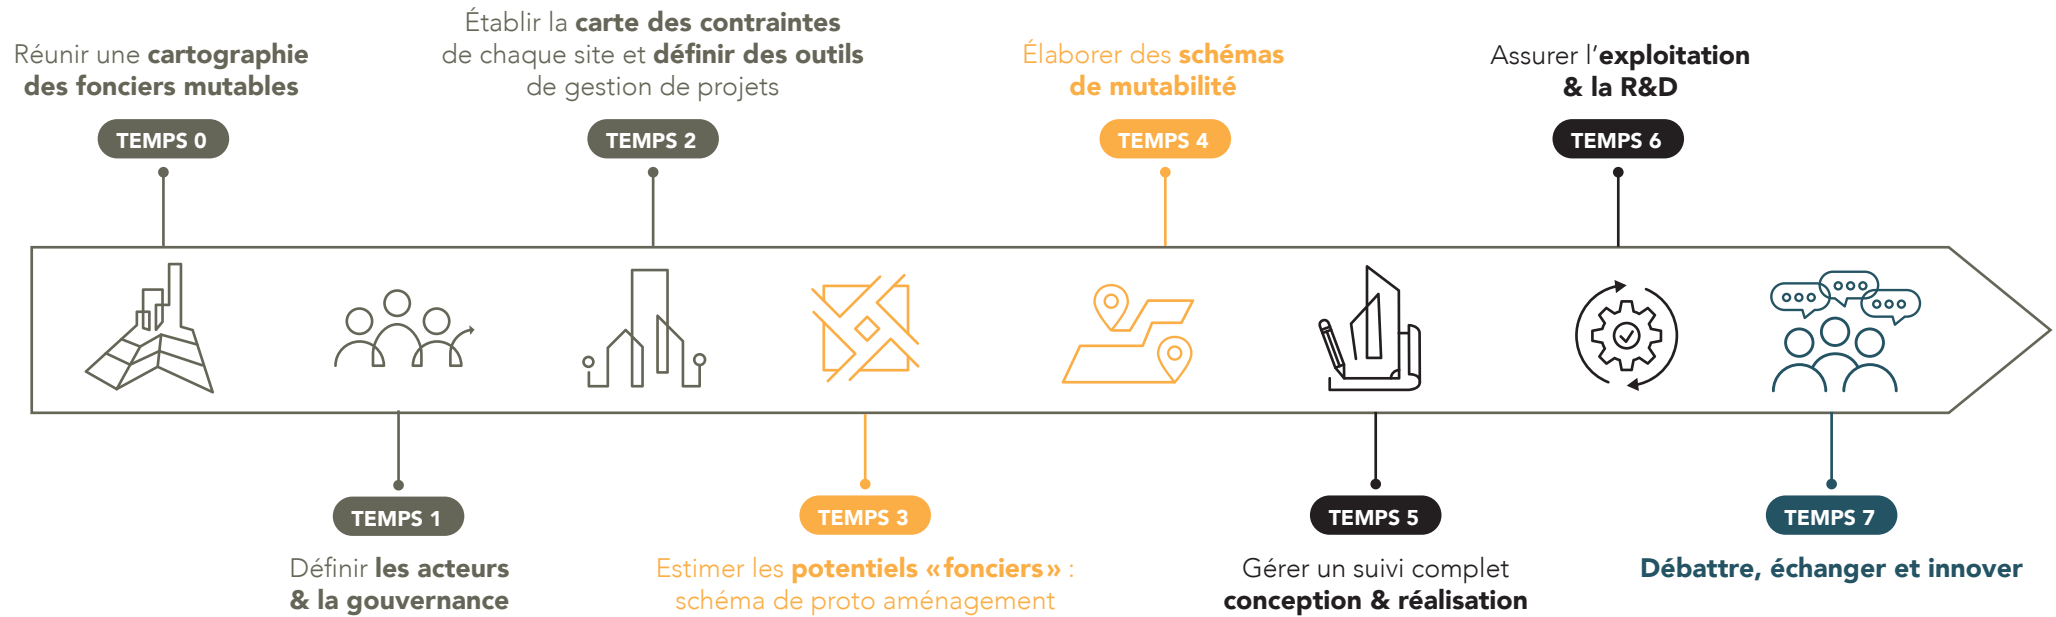 Réunir une cartographie
des fonciers mutables
TEMPS 0
Établir la carte des contraintes
de chaque site et définir des outils
de gestion de projets
TEMPS 2
Élaborer des schémas
de mutabilité
TEMPS 4
Assurer l’exploitation
& la R&D
TEMPS 6
TEMPS 1
Définir les acteurs
& la gouvernance
TEMPS 3
Estimer les potentiels «fonciers» :
schéma de proto aménagement
TEMPS 5
Gérer un suivi complet
conception & réalisation
TEMPS 7
Débattre, échanger et innover